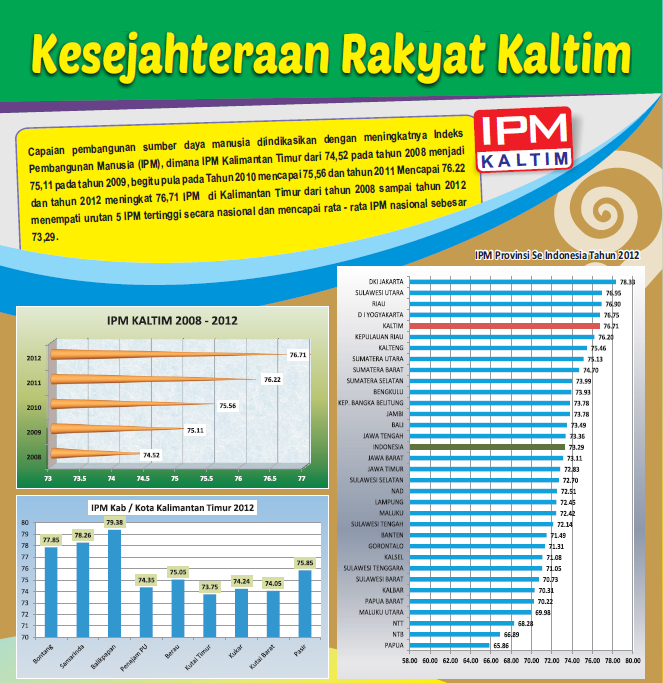 Kesejahteraan Rakyat Kaltim
Capaian pembangunan sumber daya manusia diindikasikan dengan meningkatnya Indeks
Pembangunan Manusia (IPM), dimana IPM Kalimantan Timur dari 74,52 pada tahun 2008 menjadi
75,11 pada tahun 2009, begitu pula pada Tahun 2010 mencapai 75,56 dan tahun 2011 Mencapai 76.22
dan tahun 2012 meningkat 76,71 IPM di Kalimantan Timur dari tahun 2008 sampai tahun 2012
menempati urutan 5 IPM tertinggi secara nasional dan mencapai rata - rata IPM nasional sebesar
73,29.
IPM
KALTIM
IPM KALTIM 2008 - 2012
2012 76.71
2011 76.22
2010 75.56
2009 75.11
2008 74.52
73 73.5 74 74.5 75 75.5 76 76.5 77
IPM Kab / Kota Kalimantan Timur 2012
80
79
78
77
76
75
74
73
72
71
70
77.85 78.26 79.38 74.35 75.05 73.75 74.24 74.05 75.85
Bontang Samarinda Balikpapan Penajam PU Berau Kutai Timur Kukar Kutai Barat Pasir
IPM Provinsi Se Indonesia Tahun 2012
DKI JAKARTA 78.33
SULAWESI UTARA 76.95
RIAU 76.90
D I YOGYAKARTA 76.75
KALTIM 76.71
KEPULAUAN RIAU 76.20
KALTENG 75.46
SUMATERA UTARA 75.13
SUMATERA BARAT 74.70
SUMATERA SELATAN 73.99
BENGKULU 73.93
KEP. BANGKA BELITUNG 73.78
JAMBI 73.78
BALI 73.49
JAWA TENGAH 73.36
INDONESIA 73.29
JAWA BARAT 73.11
JAWA TIMUR 72.83
SULAWESI SELATAN 72.70
NAD 72.51
LAMPUNG 72.45
MALUKU 72.42
SULAWESI TENGAH 72.14
BANTEN 71.49
GORONTALO 71.31
KALSEL 71.08
SULAWESI TENGGARA 71.05
SULAWESI BARAT 70.73
KALBAR 70.31
PAPUA BARAT 70.22
MALUKU UTARA 69.98
NTT 68.28
NTB 66.89
PAPUA 65.86
58.00 60.00 62.00 64.00 66.00 68.00 70.00 72.00 74.00 76.00 78.00 80.00